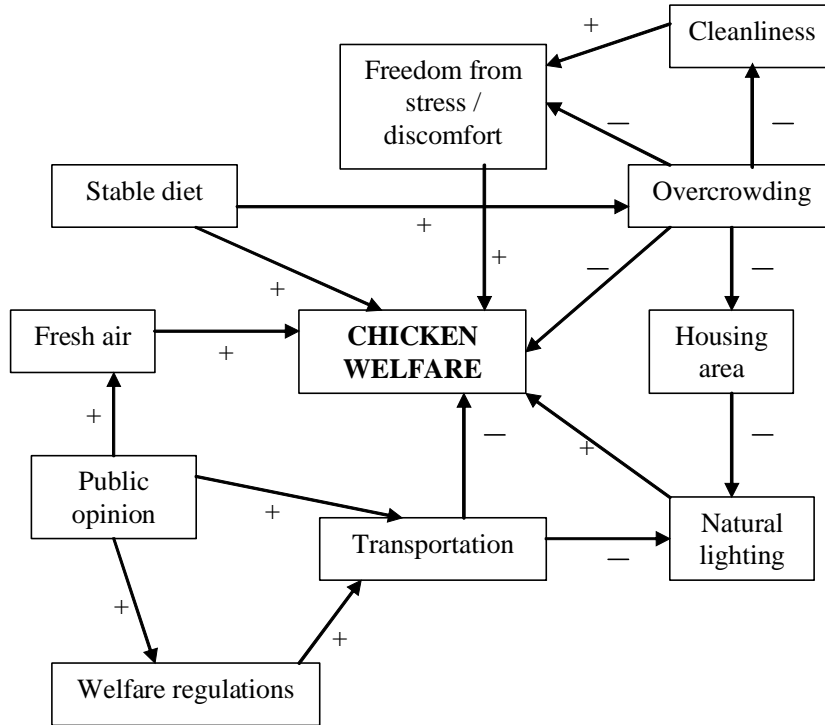 Cleanliness
+
Freedom from
stress /
discomfort
—
—
Stable diet
Overcrowding
+
+
+
—
—
Fresh air
+
CHICKEN
WELFARE
Housing
area
+
—
+
—
Public
opinion
+
Transportation
—
Natural
lighting
+
+
Welfare regulations